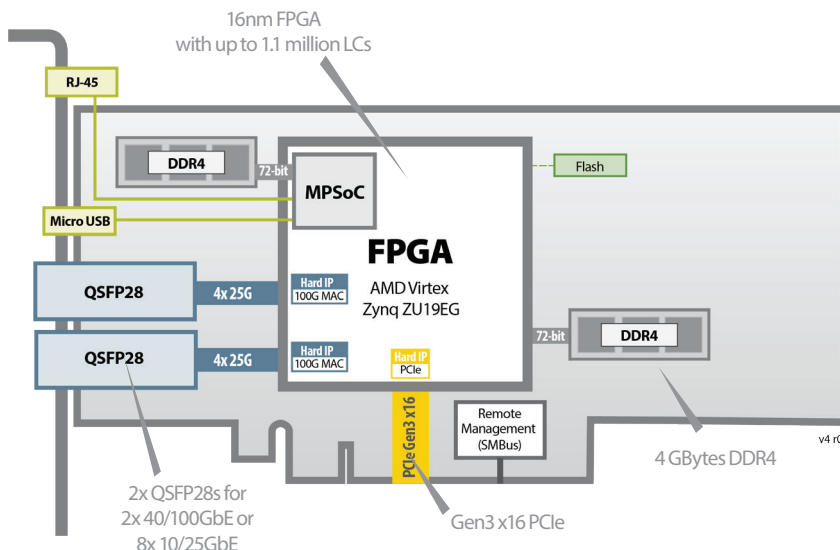 16nm FPGA
with up to 1.1 million LCs
RJ-45
DDR4
72-bit
MPSoC
Flash
Micro USB
FPGA
AMD Virtex
Zynq ZU19EG
QSFP28
4x 25G
Hard IP
100G MAC
QSFP28
4x 25G
Hard IP
100G MAC
Hard IP
PCIe
72-bit
DDR4
PCIe Gen3 x16
Remote
Management
(SMBus)
v4 r
4 GBytes DDR4
2x QSFP28s for
2x 40/100GbE or
8x 10/25GbE
Gen3 x16 PCIe